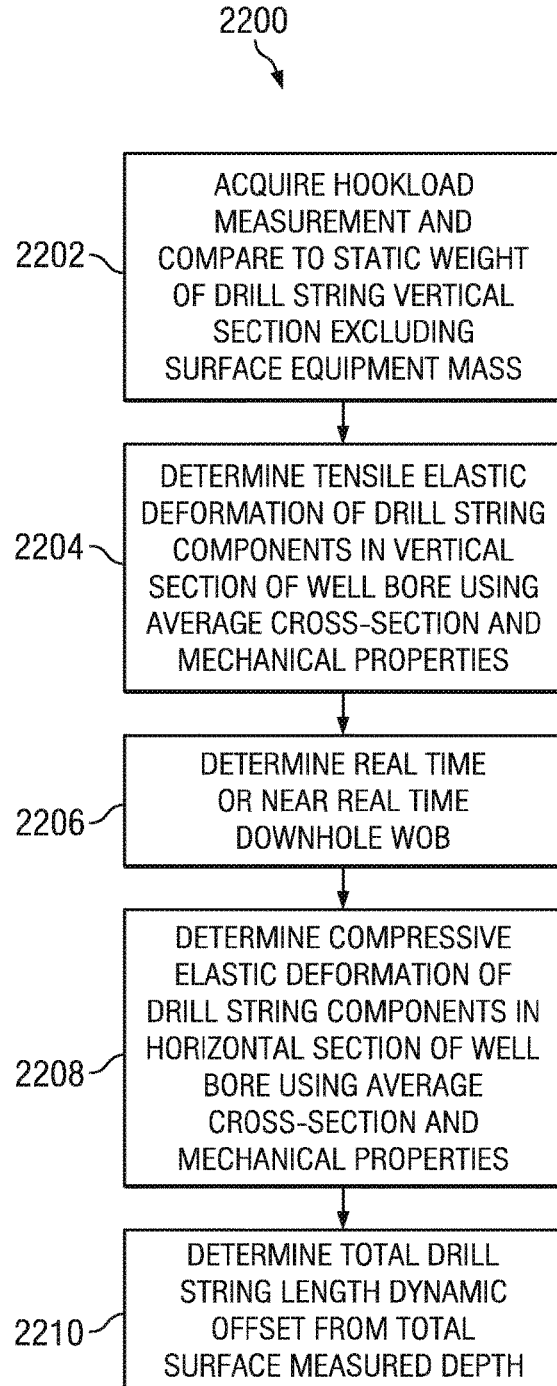 2200
2202
ACQUIRE HOOKLOAD
MEASUREMENT AND
COMPARE TO STATIC WEIGHT
OF DRILL STRING VERTICAL
SECTION EXCLUDING
SURFACE EQUIPMENT MASS
2204
DETERMINE TENSILE ELASTIC
DEFORMATION OF DRILL STRING
COMPONENTS IN VERTICAL
SECTION OF WELL BORE USING
AVERAGE CROSS-SECTION AND
MECHANICAL PROPERTIES
2206
DETERMINE REAL TIME
OR NEAR REAL TIME
DOWNHOLE WOB
2208
DETERMINE COMPRESSIVE
ELASTIC DEFORMATION OF
DRILL STRING COMPONENTS IN
HORIZONTAL SECTION OF WELL
BORE USING AVERAGE
CROSS-SECTION AND
MECHANICAL PROPERTIES
2210
DETERMINE TOTAL DRILL
STRING LENGTH DYNAMIC
OFFSET FROM TOTAL
SURFACE MEASURED DEPTH